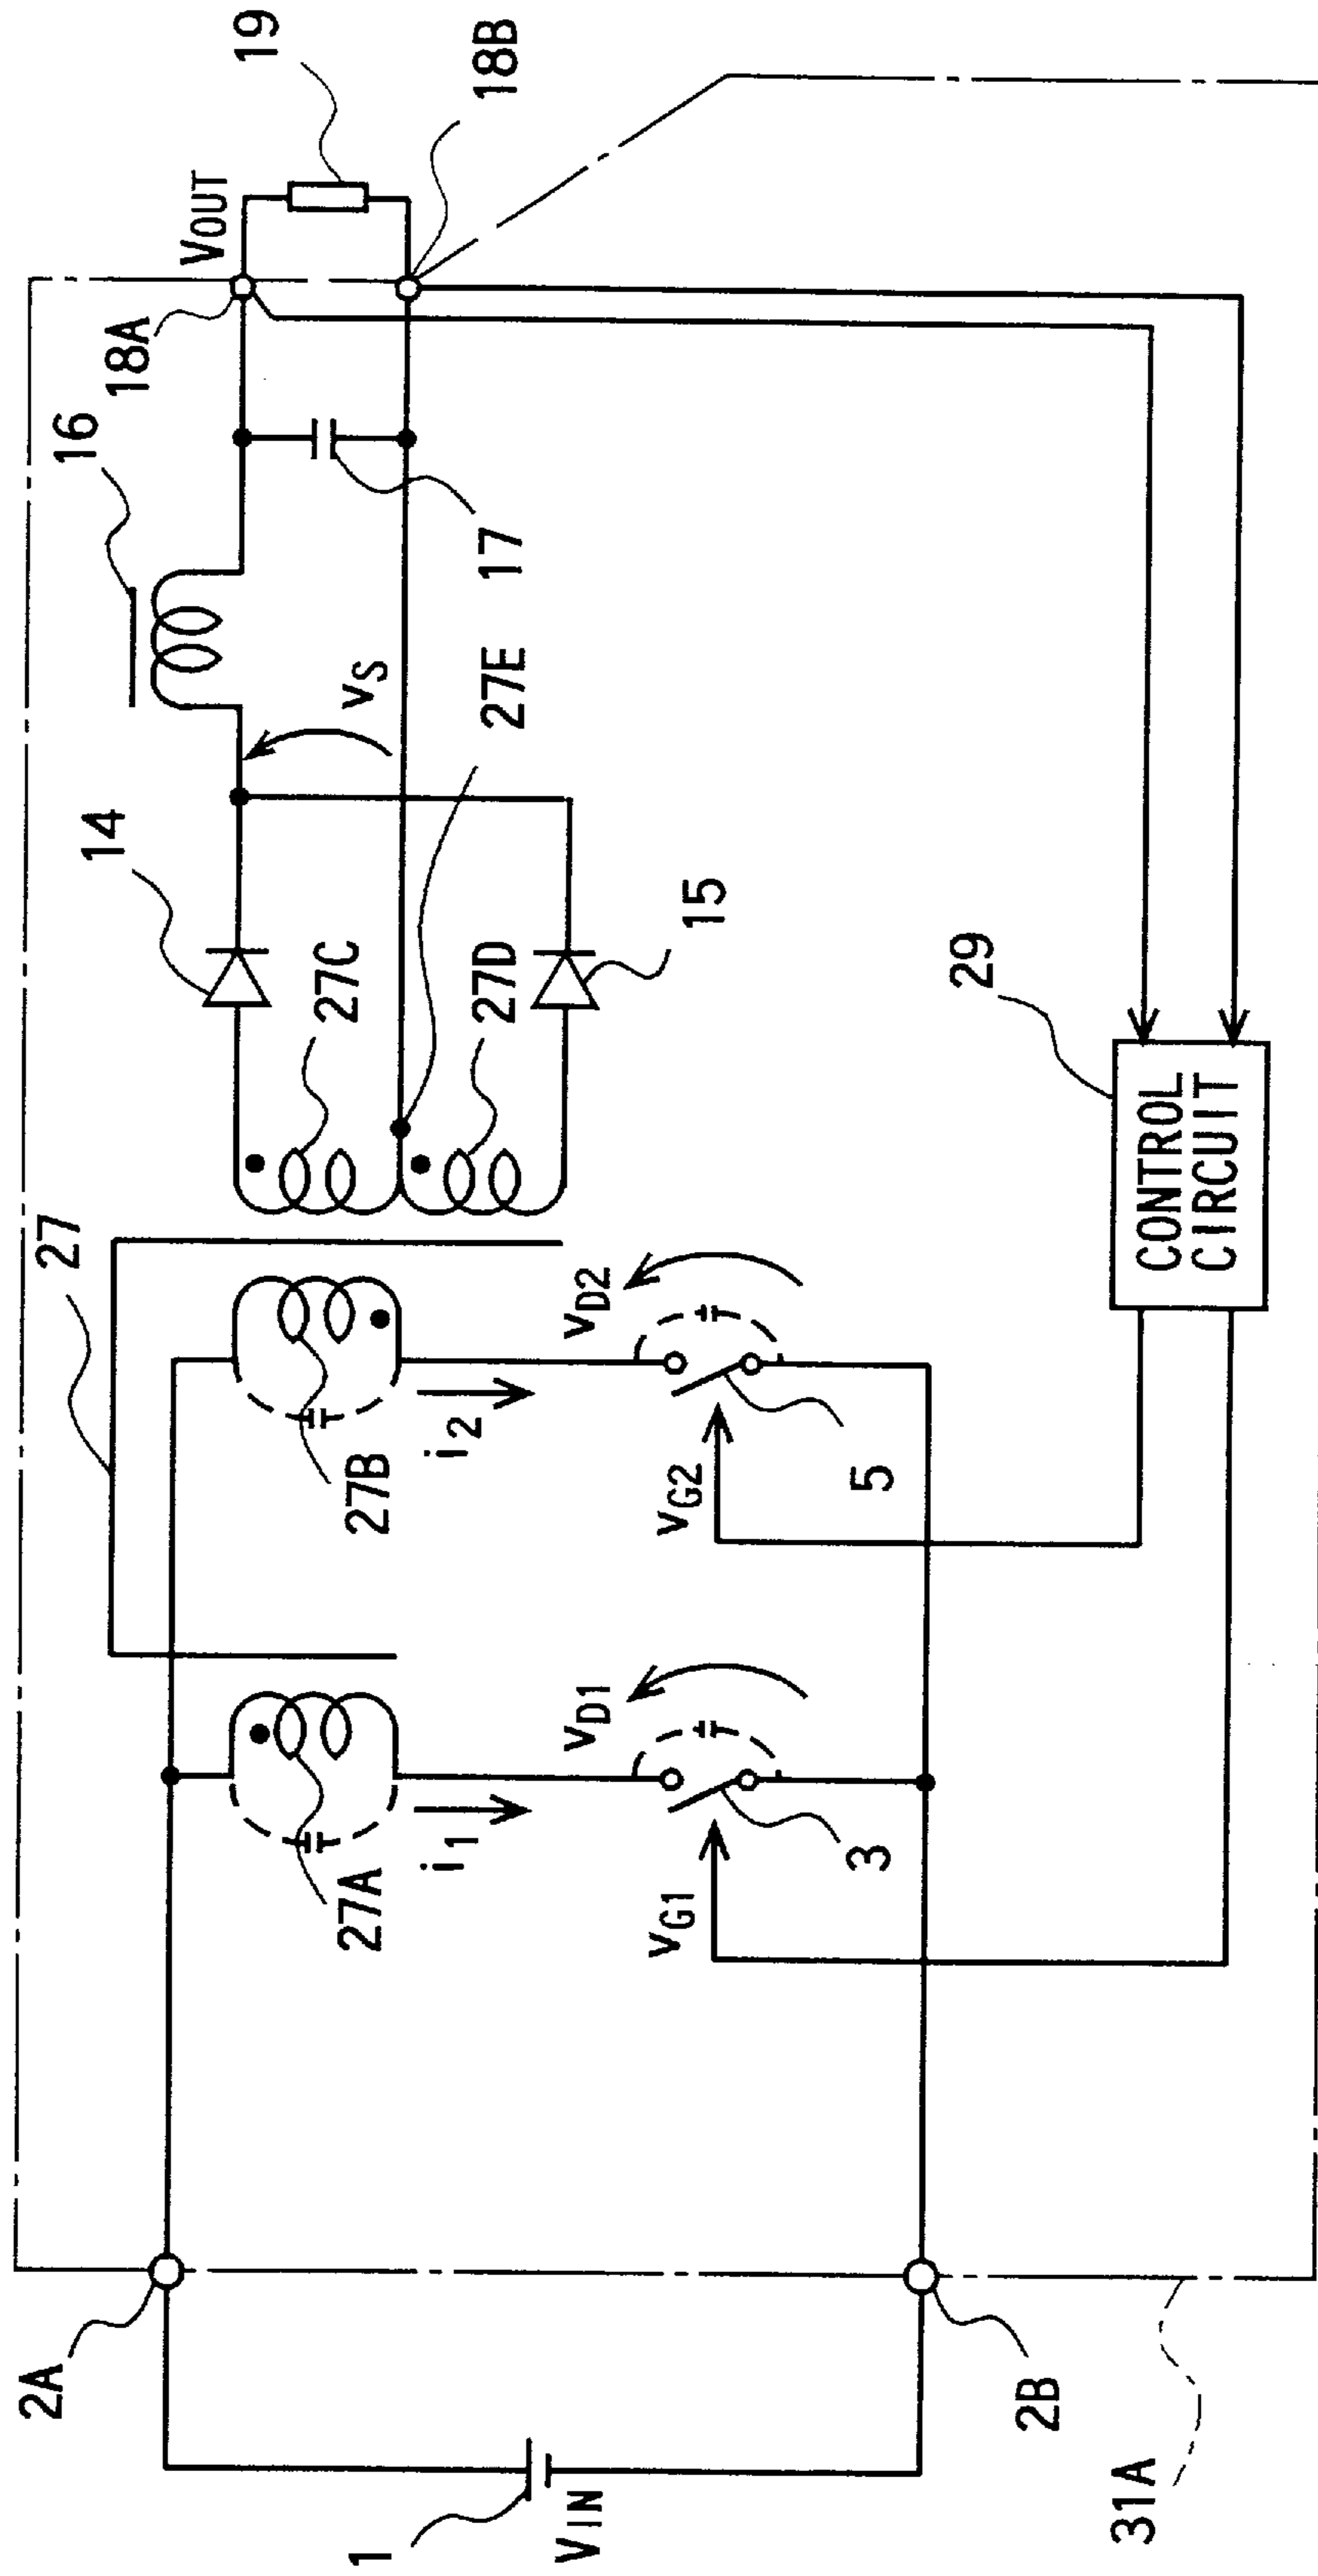 27
16
18A
VOUT
19
14
vS
18B
27C
27E
17
27D
15
2A
27A
27B
i1
i2
vD1
vD2
1
VIN
vG1
3
vG2
5
29
CONTROL
CIRCUIT
2B
31A